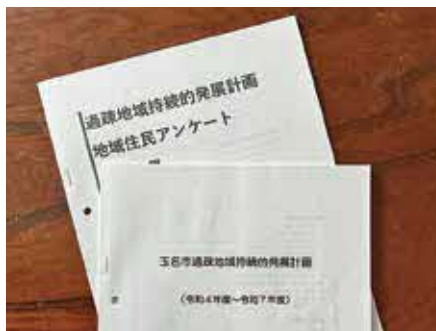 過疎地域持続的発展計画
地域住民アンケート
玉名市過疎地域持続的発展計画
（令和4年度～令和7年度）